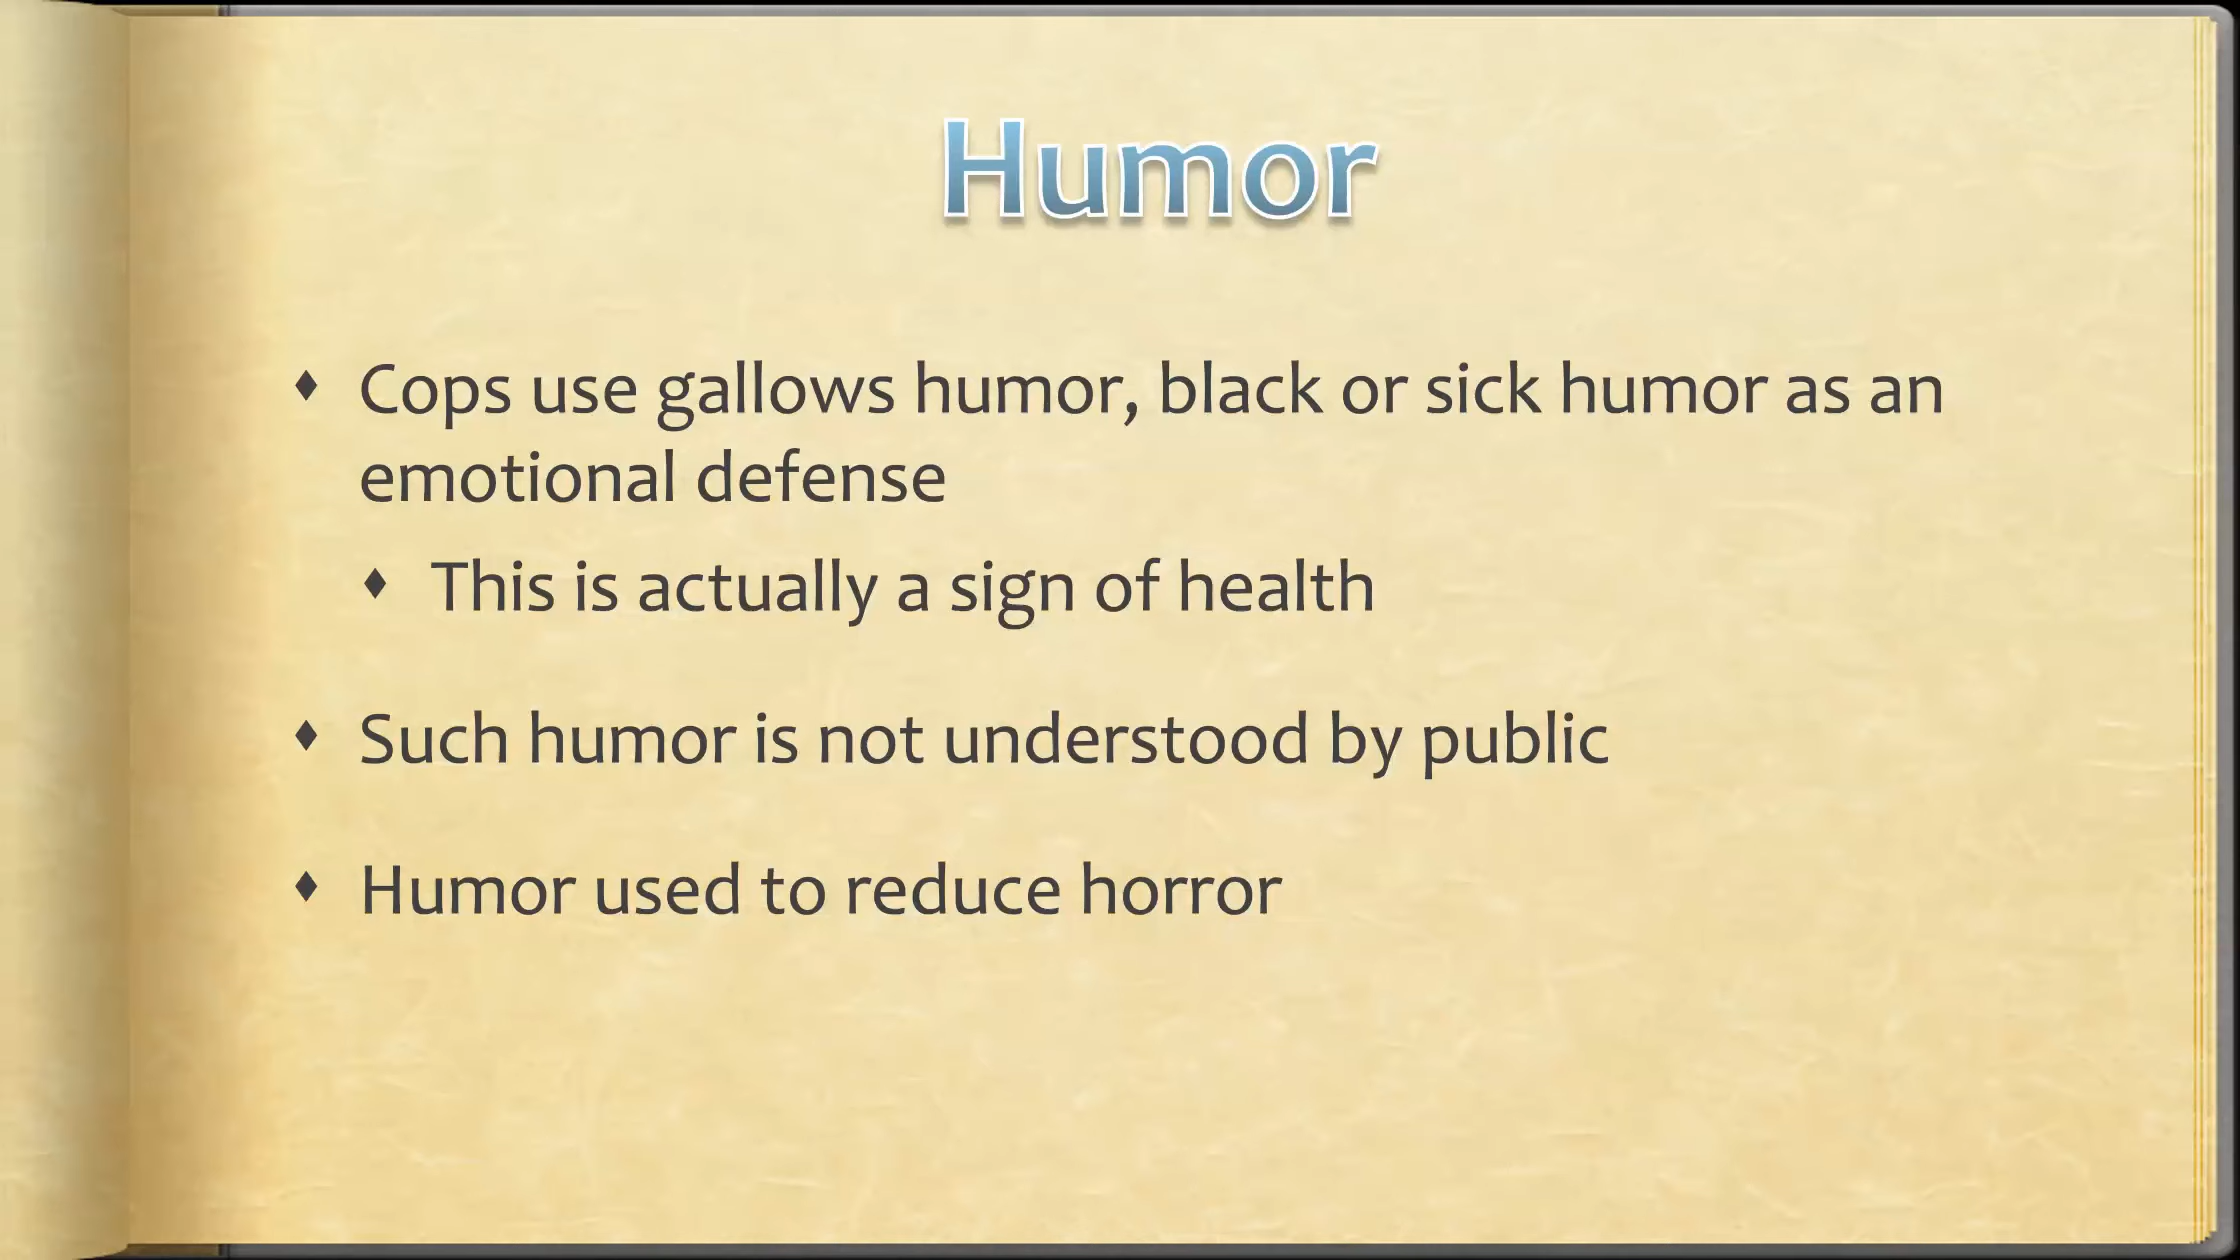 Humor
♦ Cops use gallows humor, black or sick humor as an
emotional defense
♦ This is actually a sign of health
♦ Such humor is not understood by public
♦ Humor used to reduce horror